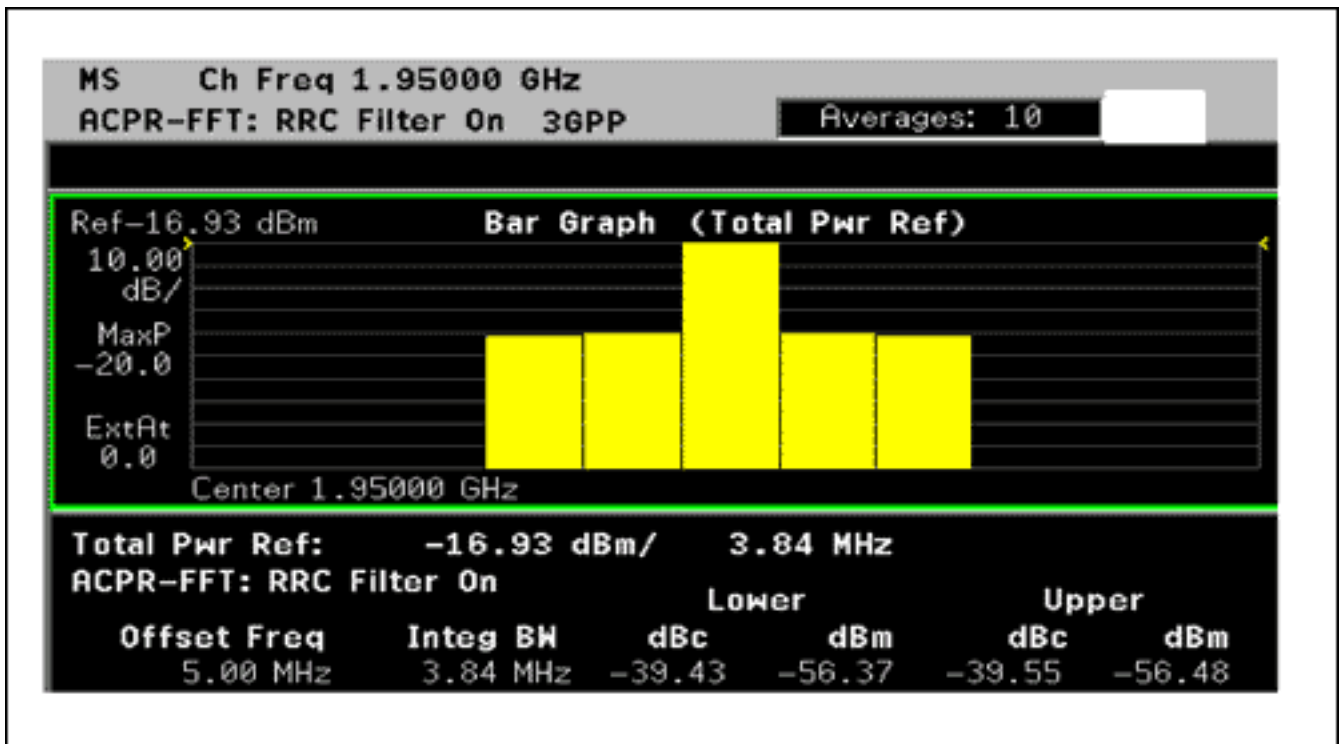 MS Ch Freq 1.95000 GHz
ACPR-FFT: RRC Filter On 3GPP Averages: 10
Ref-16.93 dBm Bar Graph (Total Pwr Ref)
10.00
dB/
MaxP
-20.0
ExtAt
0.0
Center 1.95000 GHz
Total Pwr Ref: -16.93 dBm/ 3.84 MHz
ACPR-FFT: RRC Filter On
Lower Upper
Offset Freq Integ BW dBc dBm dBc dBm
5.00 MHz 3.84 MHz -39.43 -56.37 -39.55 -56.48